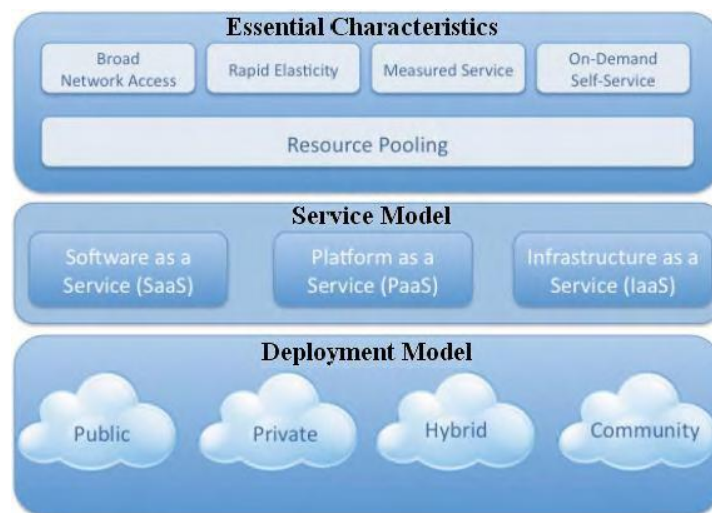 Essential Characteristics
Broad
Network Access
Rapid Elasticity
Measured Service
On-Demand
Self-Service
Resource Pooling
Service Model
Software as a
Service (SaaS)
Platform as a
Service (PaaS)
Infrastructure as a
Service (IaaS)
Deployment Model
Public
Private
Hybrid
Community